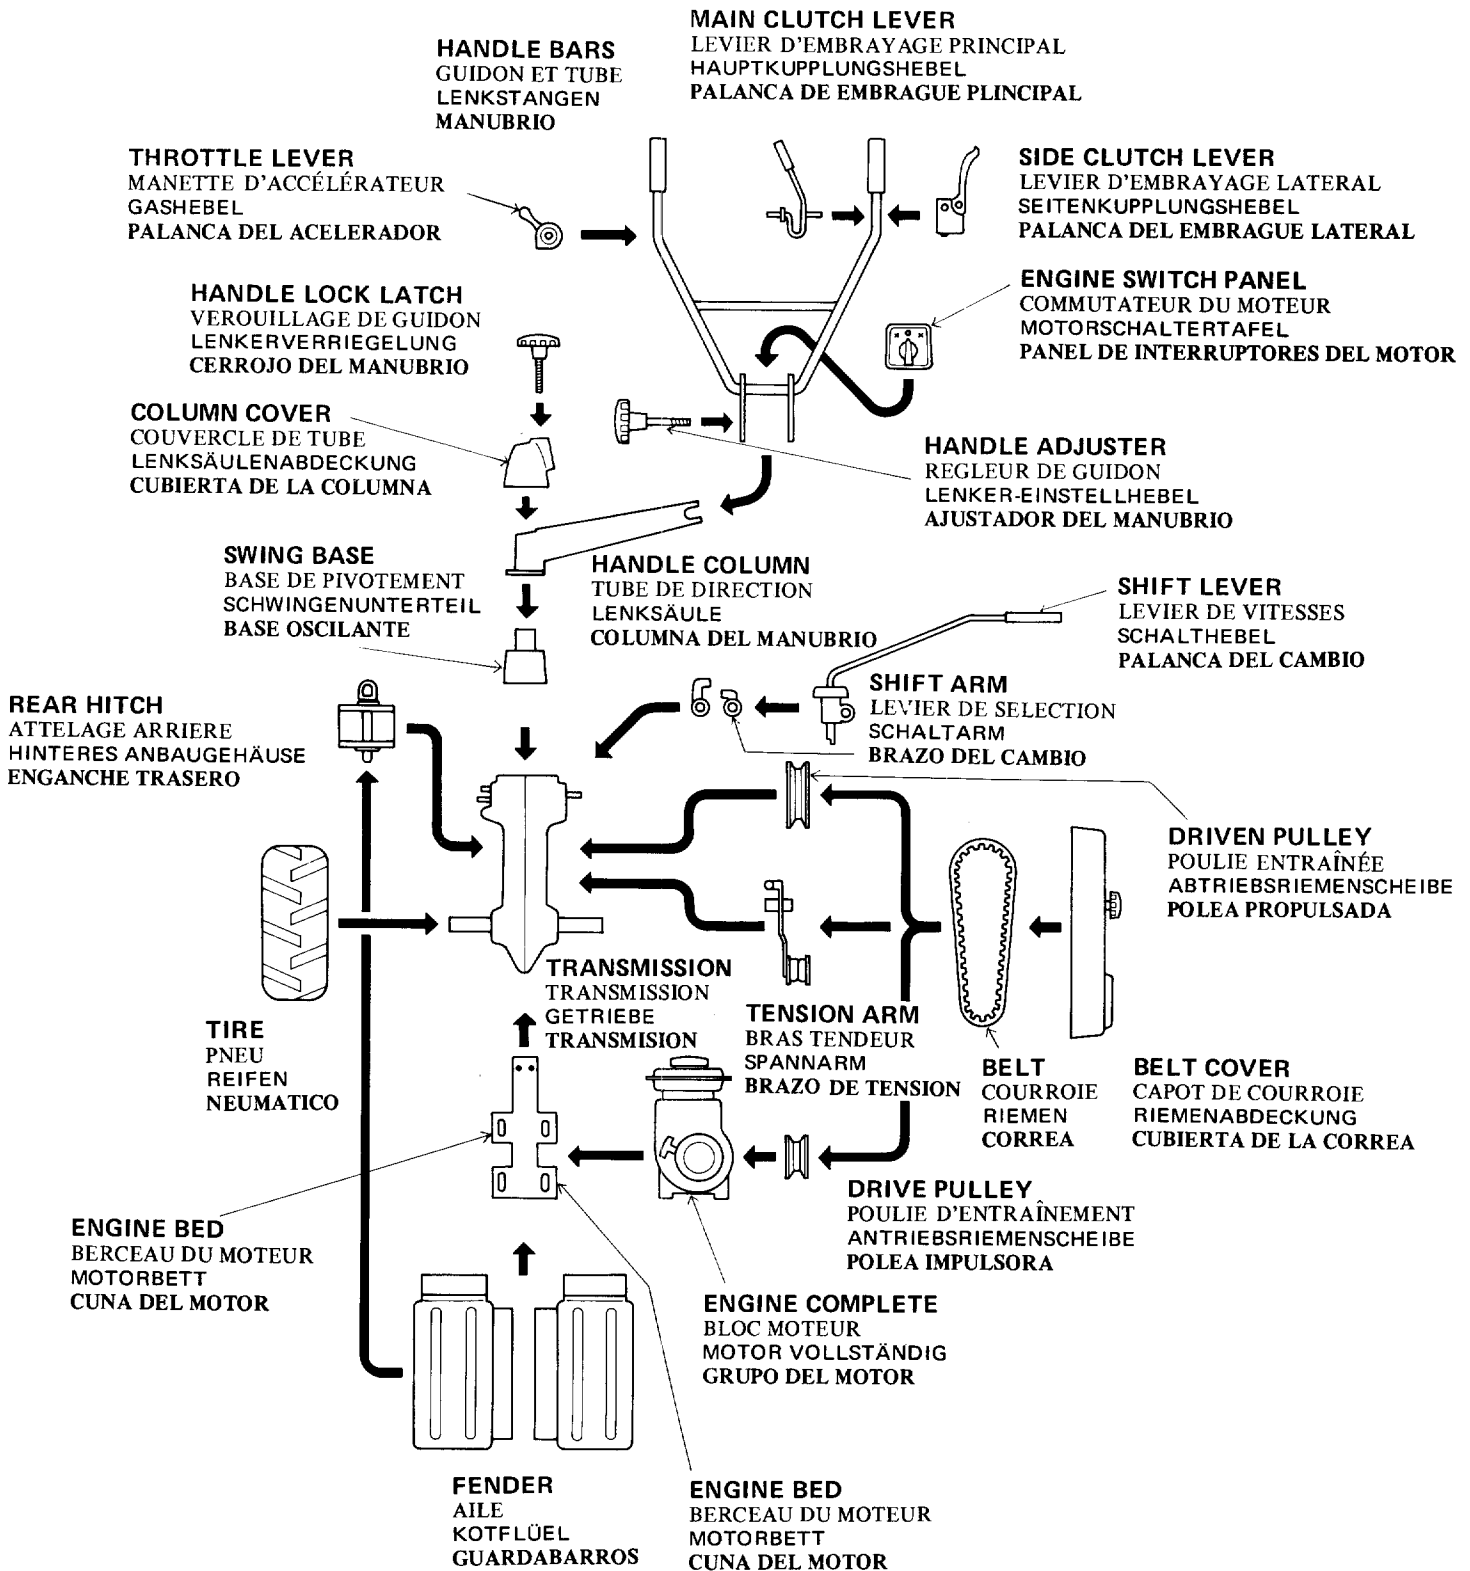 MAIN CLUTCH LEVER
LEVIER D'EMBRAYAGE PRINCIPAL
HAUPTKUPPLUNGSHEBEL
PALANCA DE EMBRAGUE PLINCIPAL
HANDLE BARS
GUIDON ET TUBE
LENKSTANGEN
MANUBRIO
THROTTLE LEVER
MANETTE D'ACCÉLÉRATEUR
GASHEBEL
PALANCA DEL ACELERADOR
SIDE CLUTCH LEVER
LEVIER D'EMBRAYAGE LATERAL
SEITENKUPPLUNGSHEBEL
PALANCA DEL EMBRAGUE LATERAL
ENGINE SWITCH PANEL
COMMUTATEUR DU MOTEUR
MOTORSCHALTERTAFEL
PANEL DE INTERRUPTORES DEL MOTOR
HANDLE LOCK LATCH
VEROUILLAGE DE GUIDON
LENKERVERRIEGELUNG
CERROJO DEL MANUBRIO
COLUMN COVER
COUVERCLE DE TUBE
LENKSÄULENABDECKUNG
CUBIERTA DE LA COLUMNA
HANDLE ADJUSTER
REGLEUR DE GUIDON
LENKER-EINSTELLHEBEL
AJUSTADOR DEL MANUBRIO
SWING BASE
BASE DE PIVOTEMENT
SCHWINGENUNTERTEIL
BASE OSCILANTE
HANDLE COLUMN
TUBE DE DIRECTION
LENKSÄULE
COLUMNA DEL MANUBRIO
SHIFT LEVER
LEVIER DE VITESSES
SCHALTHEBEL
PALANCA DEL CAMBIO
SHIFT ARM
LEVIER DE SELECTION
SCHALTARM
BRAZO DEL CAMBIO
REAR HITCH
ATTELAGE ARRIERE
HINTERES ANBAUGEHÄUSE
ENGANCHE TRASERO
DRIVEN PULLEY
POULIE ENTRAÎNÉE
ABTRIEBSRIEMENSCHEIBE
POLEA PROPULSADA
TRANSMISSION
TRANSMISSION
GETRIEBE
TRANSMISION
TIRE
PNEU
REIFEN
NEUMATICO
TENSION ARM
BRAS TENDEUR
SPANNARM
BRAZO DE TENSION
BELT
COURROIE
RIEMEN
CORREA
BELT COVER
CAPOT DE COURROIE
RIEMENABDECKUNG
CUBIERTA DE LA CORREA
DRIVE PULLEY
POULIE D'ENTRAÎNEMENT
ANTRIEBSRIEMENSCHEIBE
POLEA IMPULSORA
ENGINE BED
BERCEAU DU MOTEUR
MOTORBETT
CUNA DEL MOTOR
ENGINE COMPLETE
BLOC MOTEUR
MOTOR VOLLSTÄNDIG
GRUPO DEL MOTOR
FENDER
AILE
KOTFLÜEL
GUARDABARROS
ENGINE BED
BERCEAU DU MOTEUR
MOTORBETT
CUNA DEL MOTOR